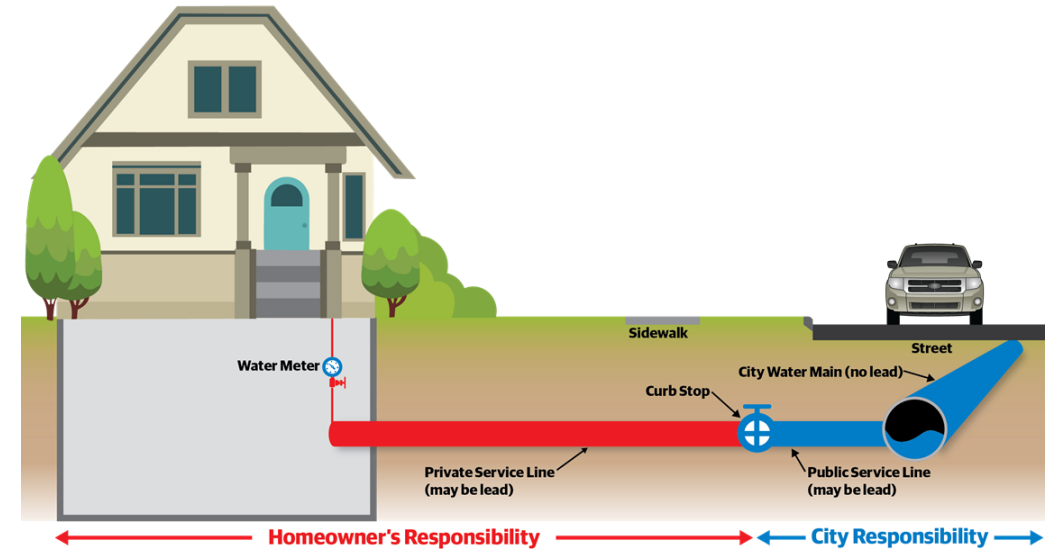 Sidewalk
Street
Water Meter
City Water Main (no lead)
Curb Stop
Private Service Line
(may be lead)
Public Service Line
(may be lead)
Homeowner's Responsibility
City Responsibility